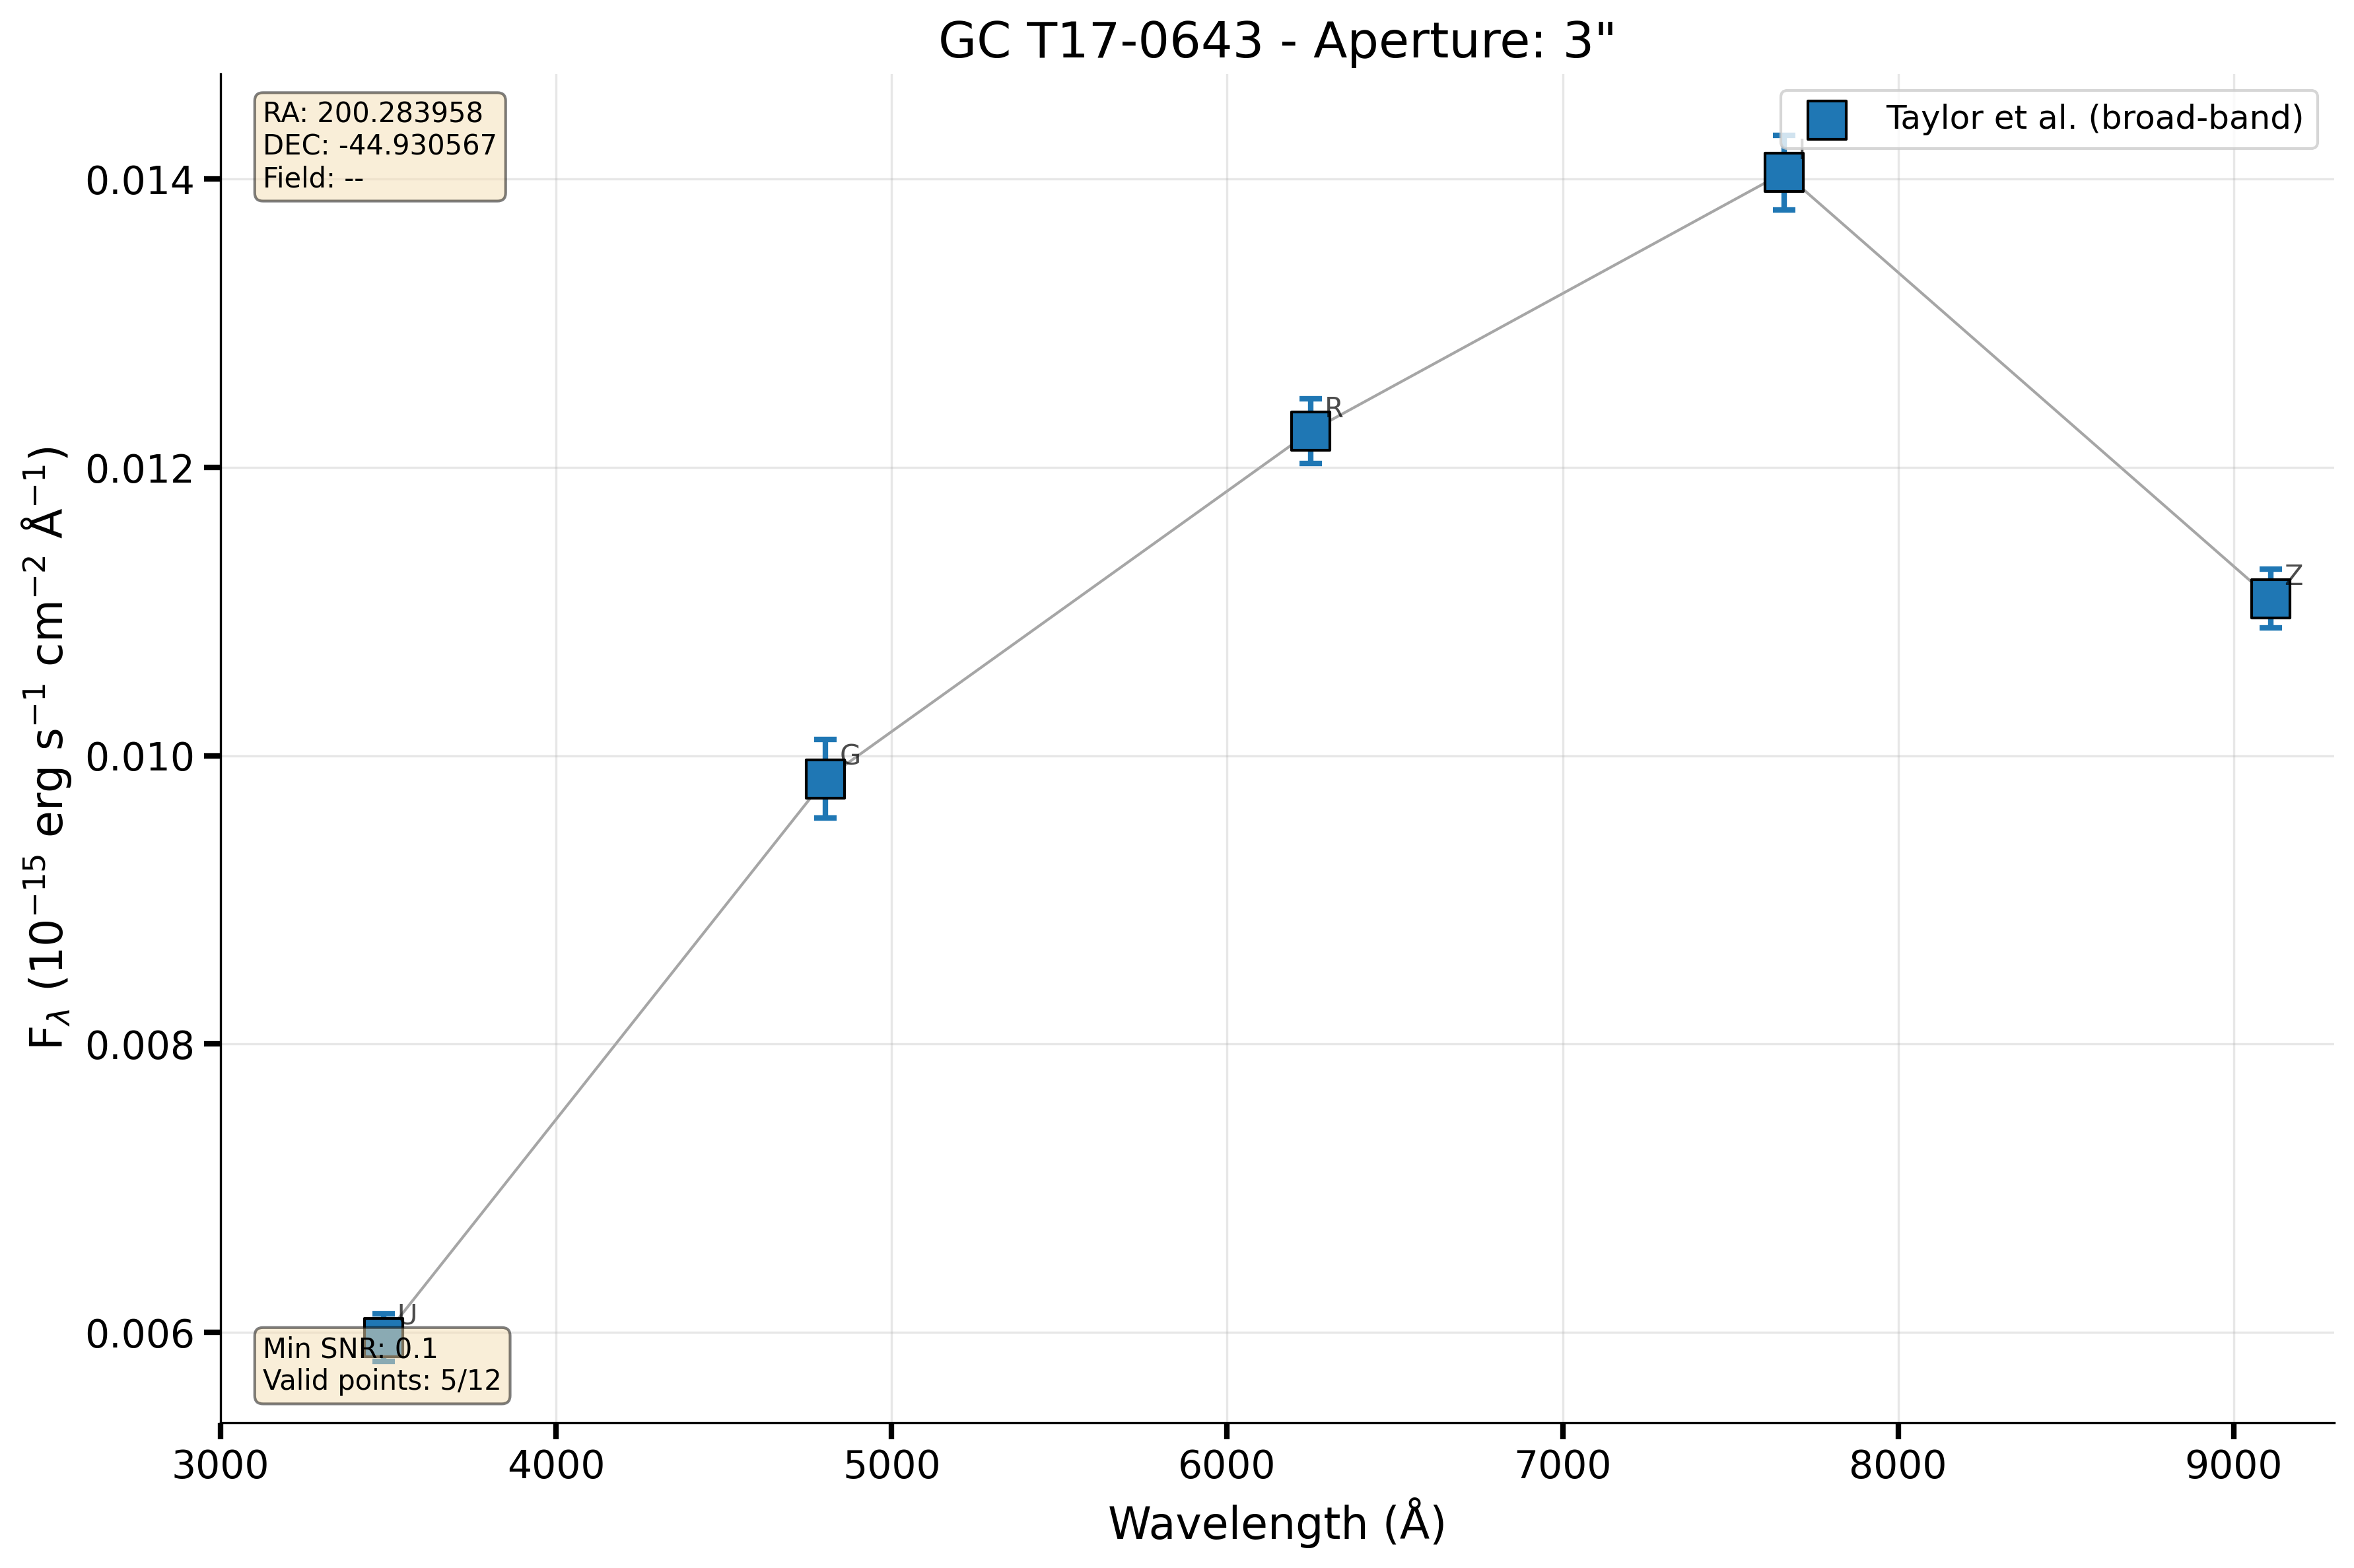 GC T17-0643 - Aperture: 3"
RA: 200.283958
DEC: -44.930567
Field: --
Taylor et al. (broad-band)
0.014
0.012
0.010
0.008
0.006
F_λ (10⁻¹⁵ erg s⁻¹ cm⁻² Å⁻¹)
R
Z
G
U
Min SNR: 0.1
Valid points: 5/12
3000 4000 5000 6000 7000 8000 9000
Wavelength (Å)